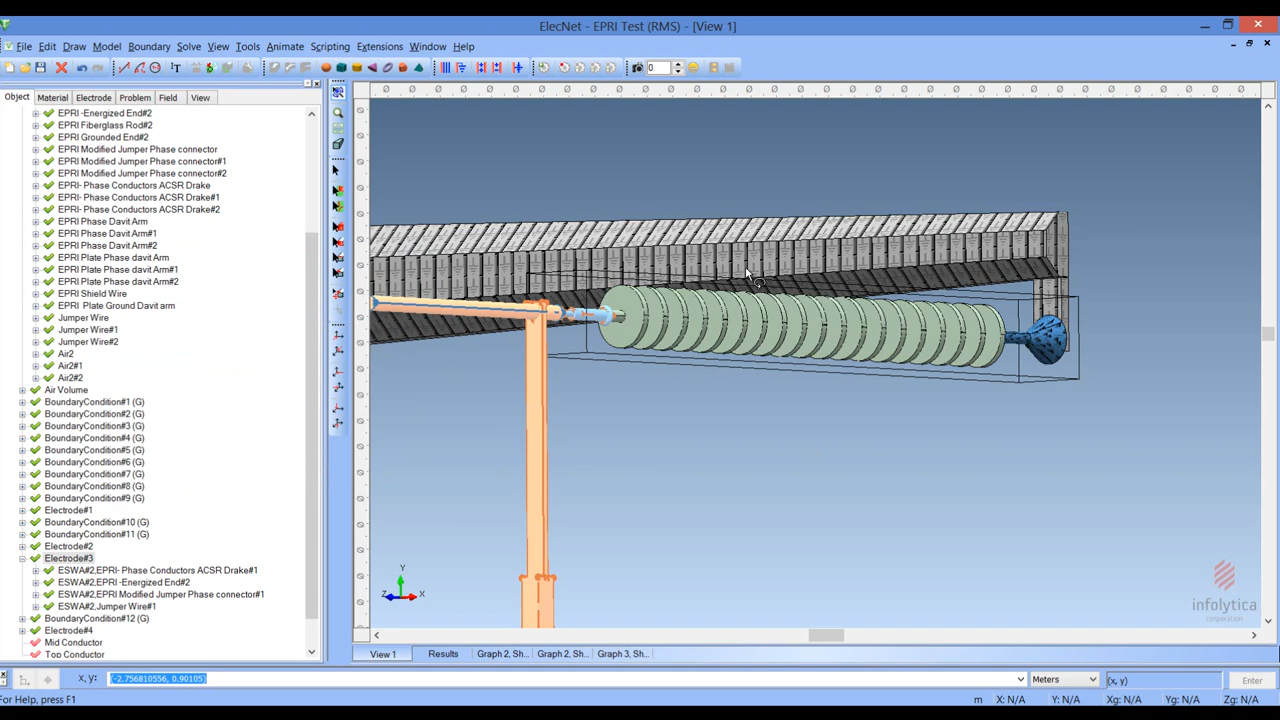 ElecNet - EPRI Test (RMS) - [View 1]
File Edit Draw Model Boundary Solve View Tools Animate Scripting Extensions Window Help
T 0
Object Material Electrode Problem Field View
EPRI -Energized End#2
EPRI Fiberglass Rod#2
EPRI Grounded End#2
EPRI Modified Jumper Phase connector
EPRI Modified Jumper Phase connector#1
EPRI Modified Jumper Phase connector#2
EPRI- Phase Conductors ACSR Drake
EPRI- Phase Conductors ACSR Drake#1
EPRI- Phase Conductors ACSR Drake#2
EPRI Phase Davit Arm
EPRI Phase Davit Arm#1
EPRI Phase Davit Arm#2
EPRI Plate Phase davit Arm
EPRI Plate Phase davit Arm#1
EPRI Plate Phase davit Arm#2
EPRI Shield Wire
EPRI Plate Ground Davit arm
Jumper Wire
Jumper Wire#1
Jumper Wire#2
Air2
Air2#1
Air2#2
Air Volume
BoundaryCondition#1 (G)
BoundaryCondition#2 (G)
BoundaryCondition#3 (G)
BoundaryCondition#4 (G)
BoundaryCondition#5 (G)
BoundaryCondition#6 (G)
BoundaryCondition#7 (G)
BoundaryCondition#8 (G)
BoundaryCondition#9 (G)
Electrode#1
BoundaryCondition#10 (G)
BoundaryCondition#11 (G)
Electrode#2
Electrode#3
ESWA#2,EPRI- Phase Conductors ACSR Drake#1
ESWA#2,EPRI -Energized End#2
ESWA#2,EPRI Modified Jumper Phase connector#1
ESWA#2,Jumper Wire#1
BoundaryCondition#12 (G)
Electrode#4
Mid Conductor
Top Conductor
Y
Z X
infolytica
corporation
View 1 Results Graph 2, Sh... Graph 2, Sh... Graph 3, Sh...
x, y: (-2.756810556, 0.90105) Meters (x, y) Enter
For Help, press F1 m X: N/A Y: N/A Xg: N/A Yg: N/A Zg: N/A